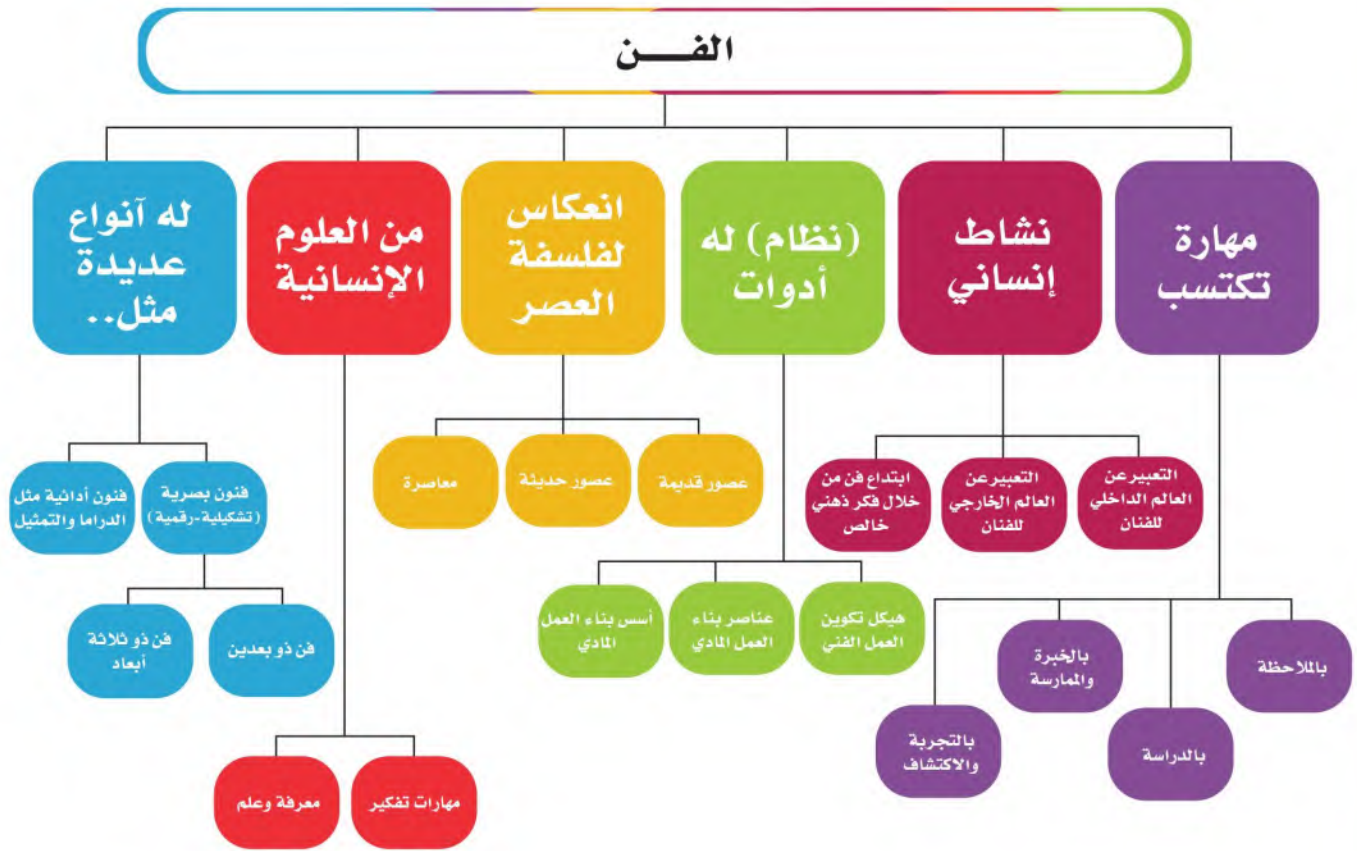 الفـــن
مهارة
تكتسب
نشاط
إنساني
(نظام) له
أدوات
انعكاس
لفلسفة
العصر
من العلوم
الإنسانية
له آنواع
عديدة
مثل..
التعبير عن
العالم الداخلي
للفنان
التعبير عن
العالم الخارجي
للفنان
ابتداع فن من
خلال فكر ذهني
خالص
عصور قديمة
عصور حديثة
معاصرة
فنون بصرية
(تشكيلية-رقمية)
فنون أدائية مثل
الدراما والتمثيل
بالملاحظة
بالدراسة
بالخبرة
والممارسة
بالتجربة
والاكتشاف
هيكل تكوين
العمل الفني
عناصر بناء
العمل المادي
أسس بناء العمل
المادي
فن ذو بعدين
فن ذو ثلاثة
أبعاد
مهارات تفكير
معرفة وعلم